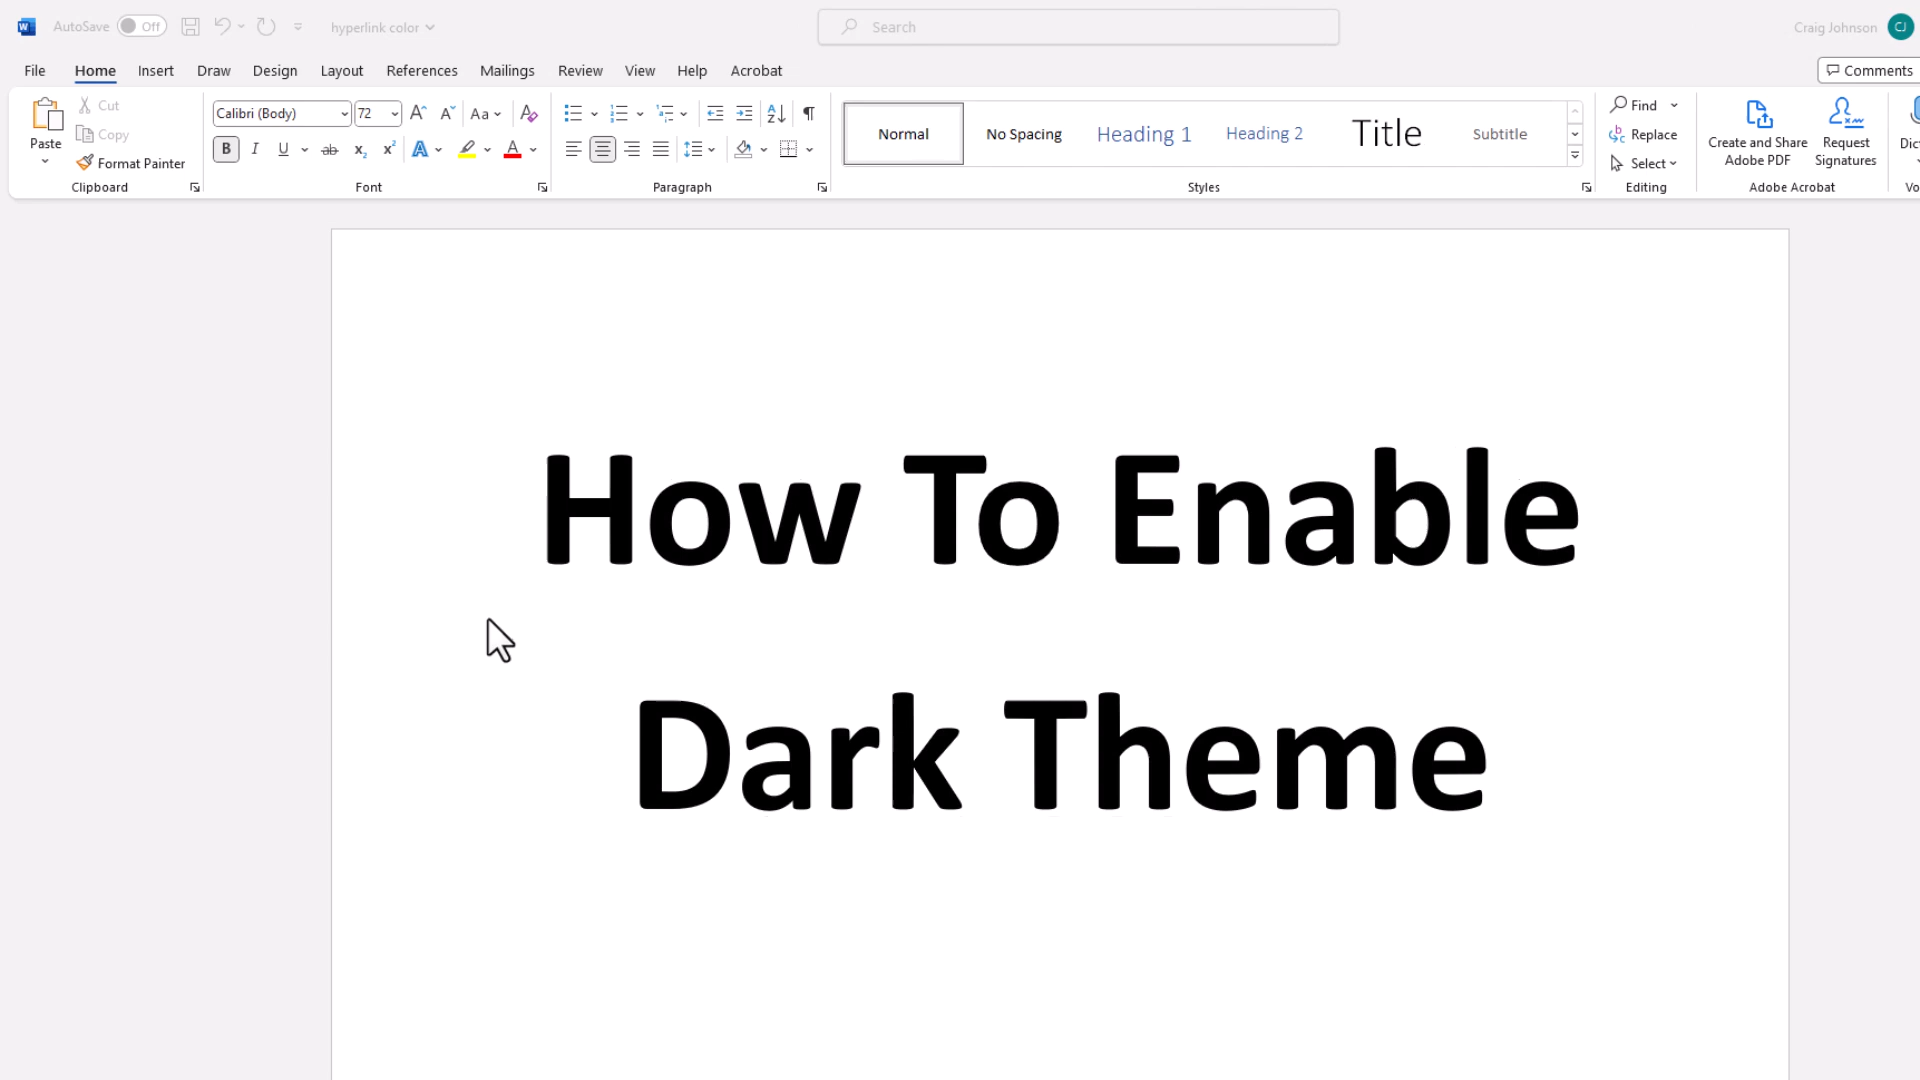 AutoSave Off hyperlink color Search Craig Johnson CJ
File Home Insert Draw Design Layout References Mailings Review View Help Acrobat Comments
Paste
Cut
Copy
Format Painter
Clipboard
Calibri (Body) 72
Font
Paragraph
Normal No Spacing Heading 1 Heading 2 Title Subtitle
Styles
Find
Replace
Select
Editing
Create and Share
Adobe PDF
Request
Signatures
Adobe Acrobat
How To Enable
Dark Theme